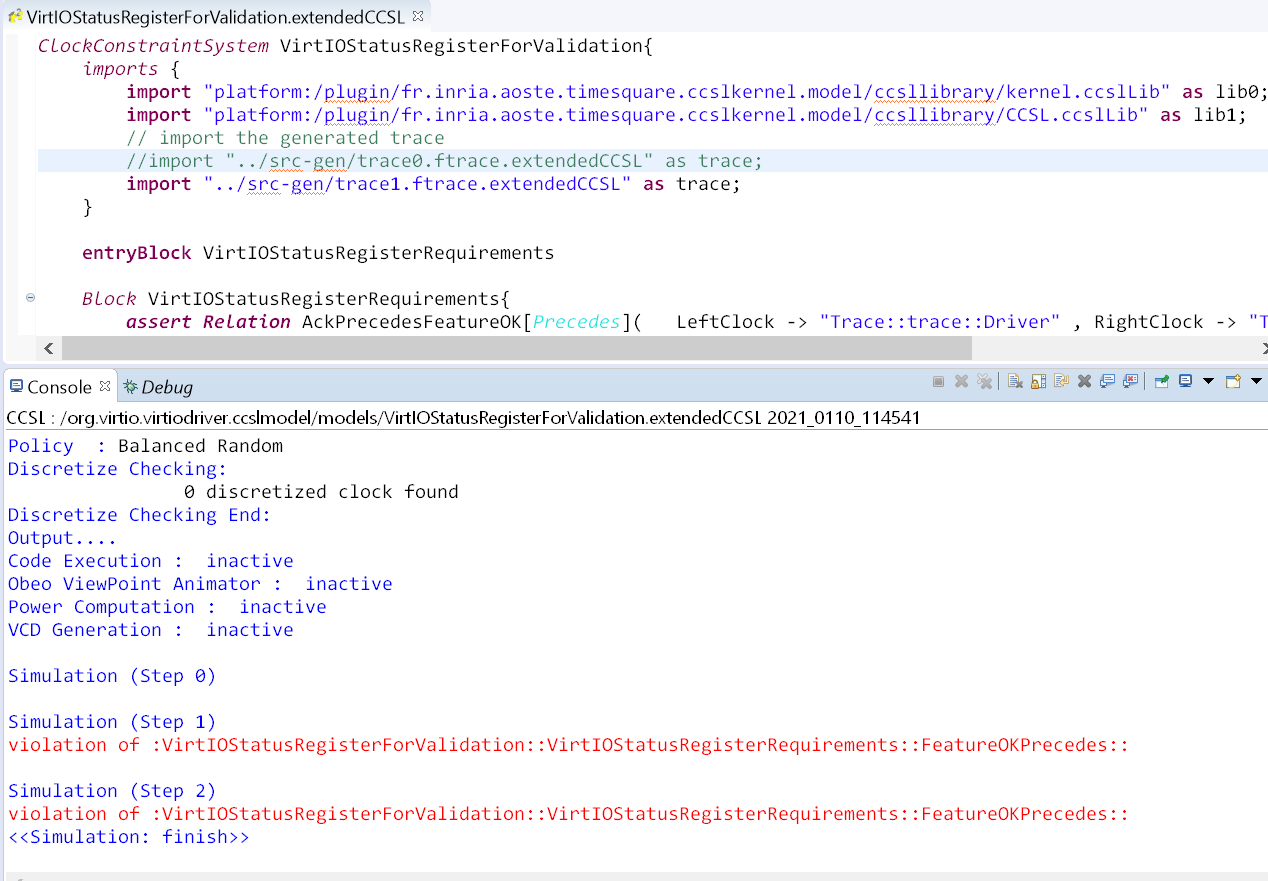 VirtIOStatusRegisterForValidation.extendedCCSL
ClockConstraintSystem VirtIOStatusRegisterForValidation{
imports {
import "platform:/plugin/fr.inria.aoste.timesquare.ccslkernel.model/ccsllibrary/kernel.ccslLib" as lib0;
import "platform:/plugin/fr.inria.aoste.timesquare.ccslkernel.model/ccsllibrary/CCSL.ccslLib" as lib1;
// import the generated trace
//import "../src-gen/trace0.ftrace.extendedCCSL" as trace;
import "../src-gen/trace1.ftrace.extendedCCSL" as trace;
}
entryBlock VirtIOStatusRegisterRequirements
Block VirtIOStatusRegisterRequirements{
assert Relation AckPrecedesFeatureOK[Precedes](   LeftClock -> "Trace::trace::Driver" , RightClock -> "T
Console Debug
CCSL : /org.virtio.virtiodriver.ccslmodel/models/VirtIOStatusRegisterForValidation.extendedCCSL 2021_0110_114541
Policy  : Balanced Random
Discretize Checking:
0 discretized clock found
Discretize Checking End:
Output....
Code Execution :  inactive
Obeo ViewPoint Animator :  inactive
Power Computation :  inactive
VCD Generation :  inactive
Simulation (Step 0)
Simulation (Step 1)
violation of :VirtIOStatusRegisterForValidation::VirtIOStatusRegisterRequirements::FeatureOKPrecedes::
Simulation (Step 2)
violation of :VirtIOStatusRegisterForValidation::VirtIOStatusRegisterRequirements::FeatureOKPrecedes::
<<Simulation: finish>>